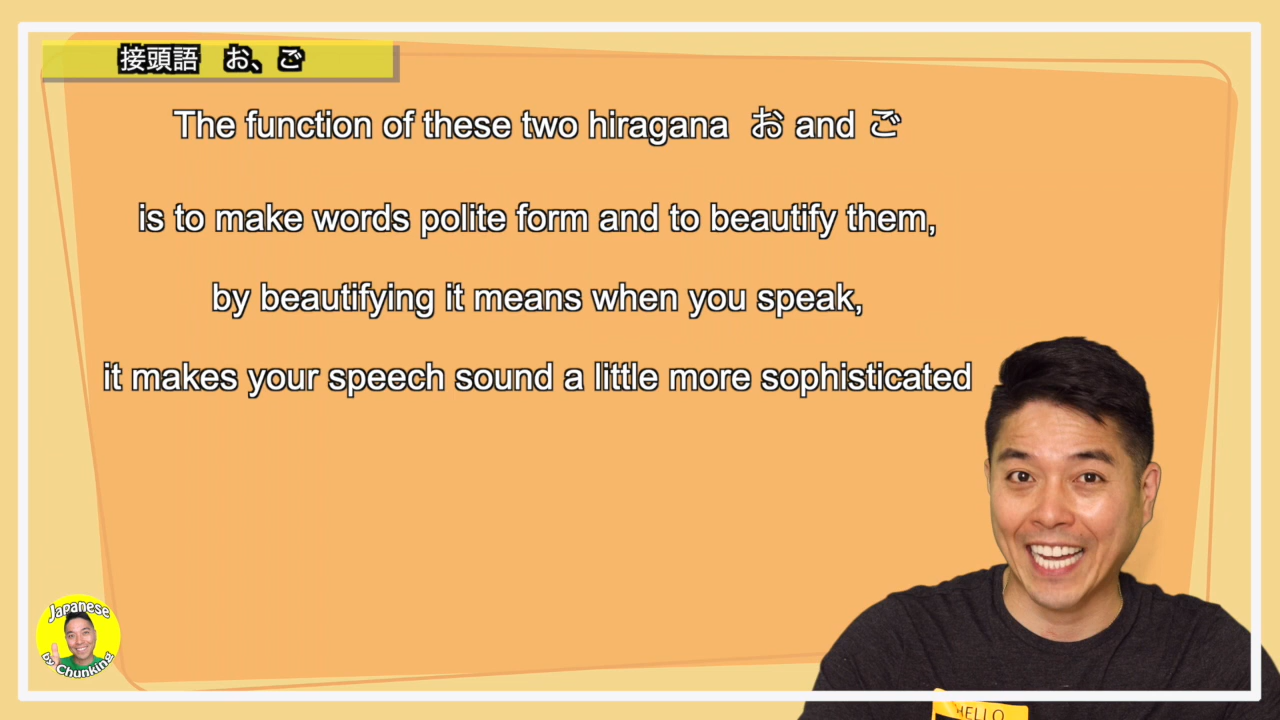 接頭語　お、ご
The function of these two hiragana お and ご
is to make words polite form and to beautify them,
by beautifying it means when you speak,
it makes your speech sound a little more sophisticated
Japanese
by Chunking
HELLO